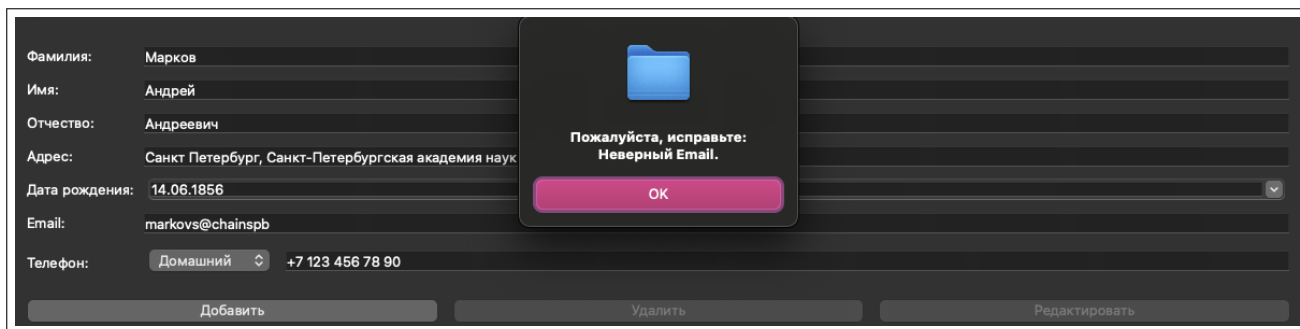 Фамилия: Марков
Имя: Андрей
Отчество: Андреевич
Адрес: Санкт Петербург, Санкт-Петербургская академия наук
Дата рождения: 14.06.1856
Email: markovs@chainspb
Телефон: Домашний +7 123 456 78 90
Добавить Удалить Редактировать
Пожалуйста, исправьте:
Неверный Email.
OK